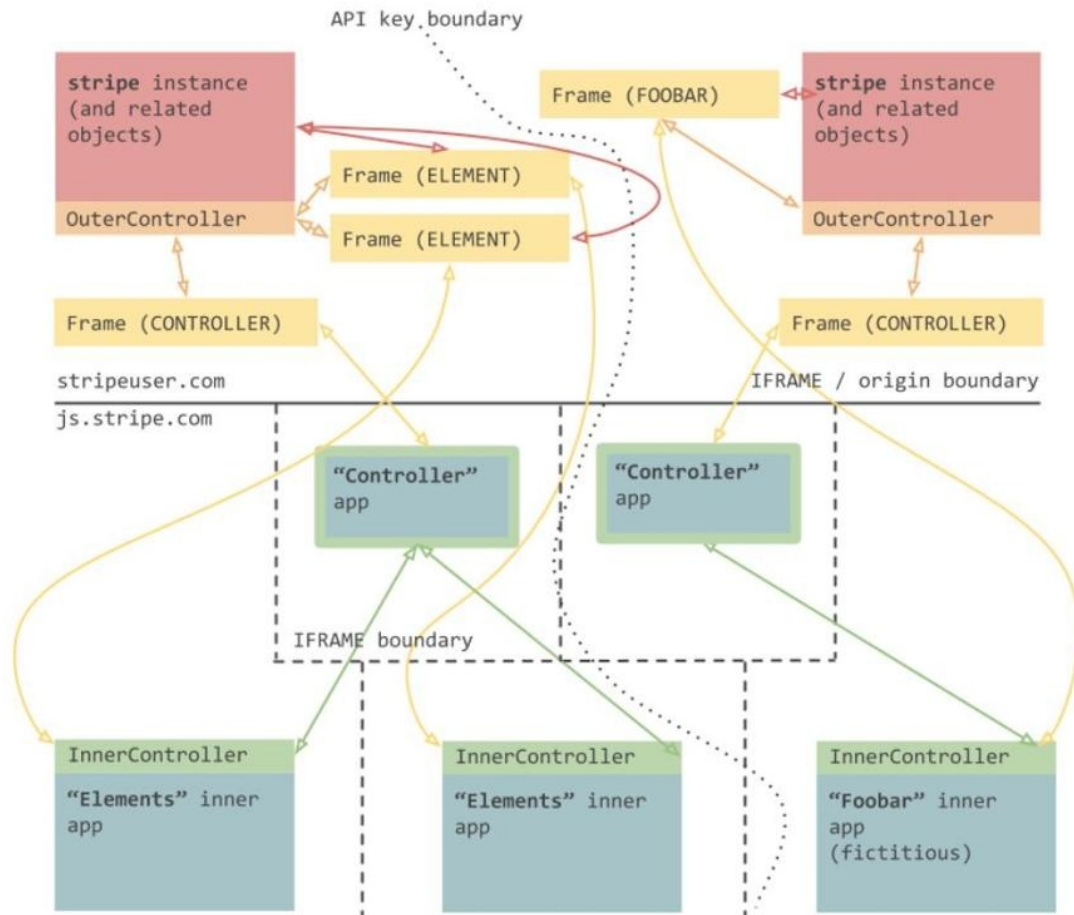 API key boundary
stripe instance
(and related
objects)
OuterController
Frame (ELEMENT)
Frame (ELEMENT)
Frame (CONTROLLER)
Frame (FOOBAR)
stripe instance
(and related
objects)
OuterController
Frame (CONTROLLER)
stripeuser.com
IFRAME / origin boundary
js.stripe.com
“Controller”
app
“Controller”
app
IFRAME boundary
InnerController
“Elements” inner
app
InnerController
“Elements” inner
app
InnerController
“Foobar” inner
app
(fictitious)